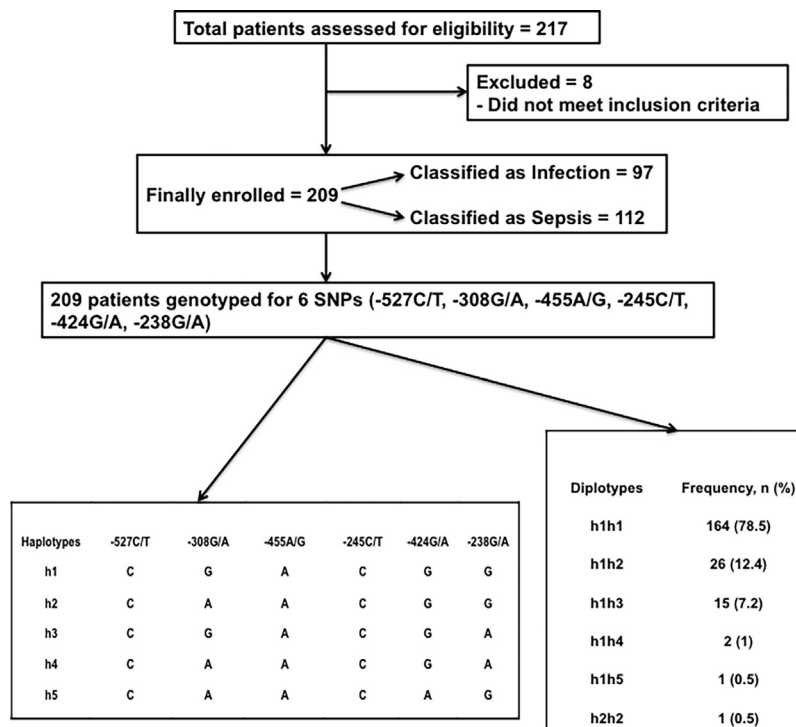 Total patients assessed for eligibility = 217
Excluded = 8
- Did not meet inclusion criteria
Finally enrolled = 209
Classified as Infection = 97
Classified as Sepsis = 112
209 patients genotyped for 6 SNPs (-527C/T, -308G/A, -455A/G, -245C/T,
-424G/A, -238G/A)
Haplotypes -527C/T -308G/A -455A/G -245C/T -424G/A -238G/A
h1 C G A C G G
h2 C A A C G G
h3 C G A C G A
h4 C A A C G A
h5 C A A C A G
Diplotypes Frequency, n (%)
h1h1 164 (78.5)
h1h2 26 (12.4)
h1h3 15 (7.2)
h1h4 2 (1)
h1h5 1 (0.5)
h2h2 1 (0.5)